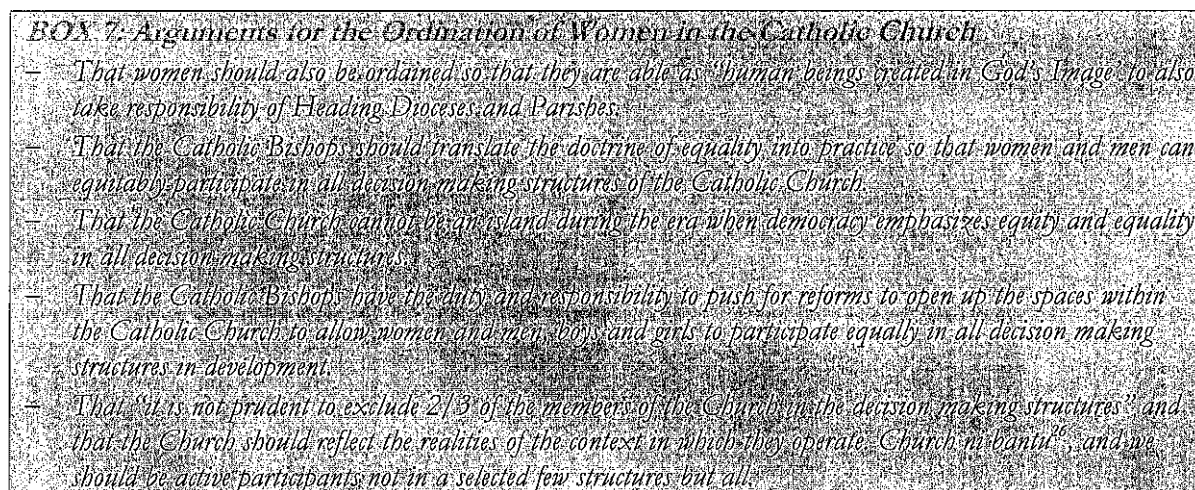 BOX 7: Arguments for the Ordination of Women in the Catholic Church
– That women should also be ordained so that they are able as "human beings created in God's Image" to also
take responsibility of Heading Dioceses and Parishes.
– That the Catholic Bishops should translate the doctrine of equality into practice so that women and men can
equitably participate in all decision making structures of the Catholic Church.
– That the Catholic Church cannot be an island during the era when democracy emphasizes equity and equality
in all decision making structures.
– That the Catholic Bishops have the duty and responsibility to push for reforms to open up the spaces within
the Catholic Church to allow women and men, boys and girls to participate equally in all decision making
structures in development.
– That "it is not prudent to exclude 2/3 of the members of the Church in the decision making structures" and
that the Church should reflect the realities of the context in which they operate. Church ni bantu²⁶, and we
should be active participants not in a selected few structures but all.